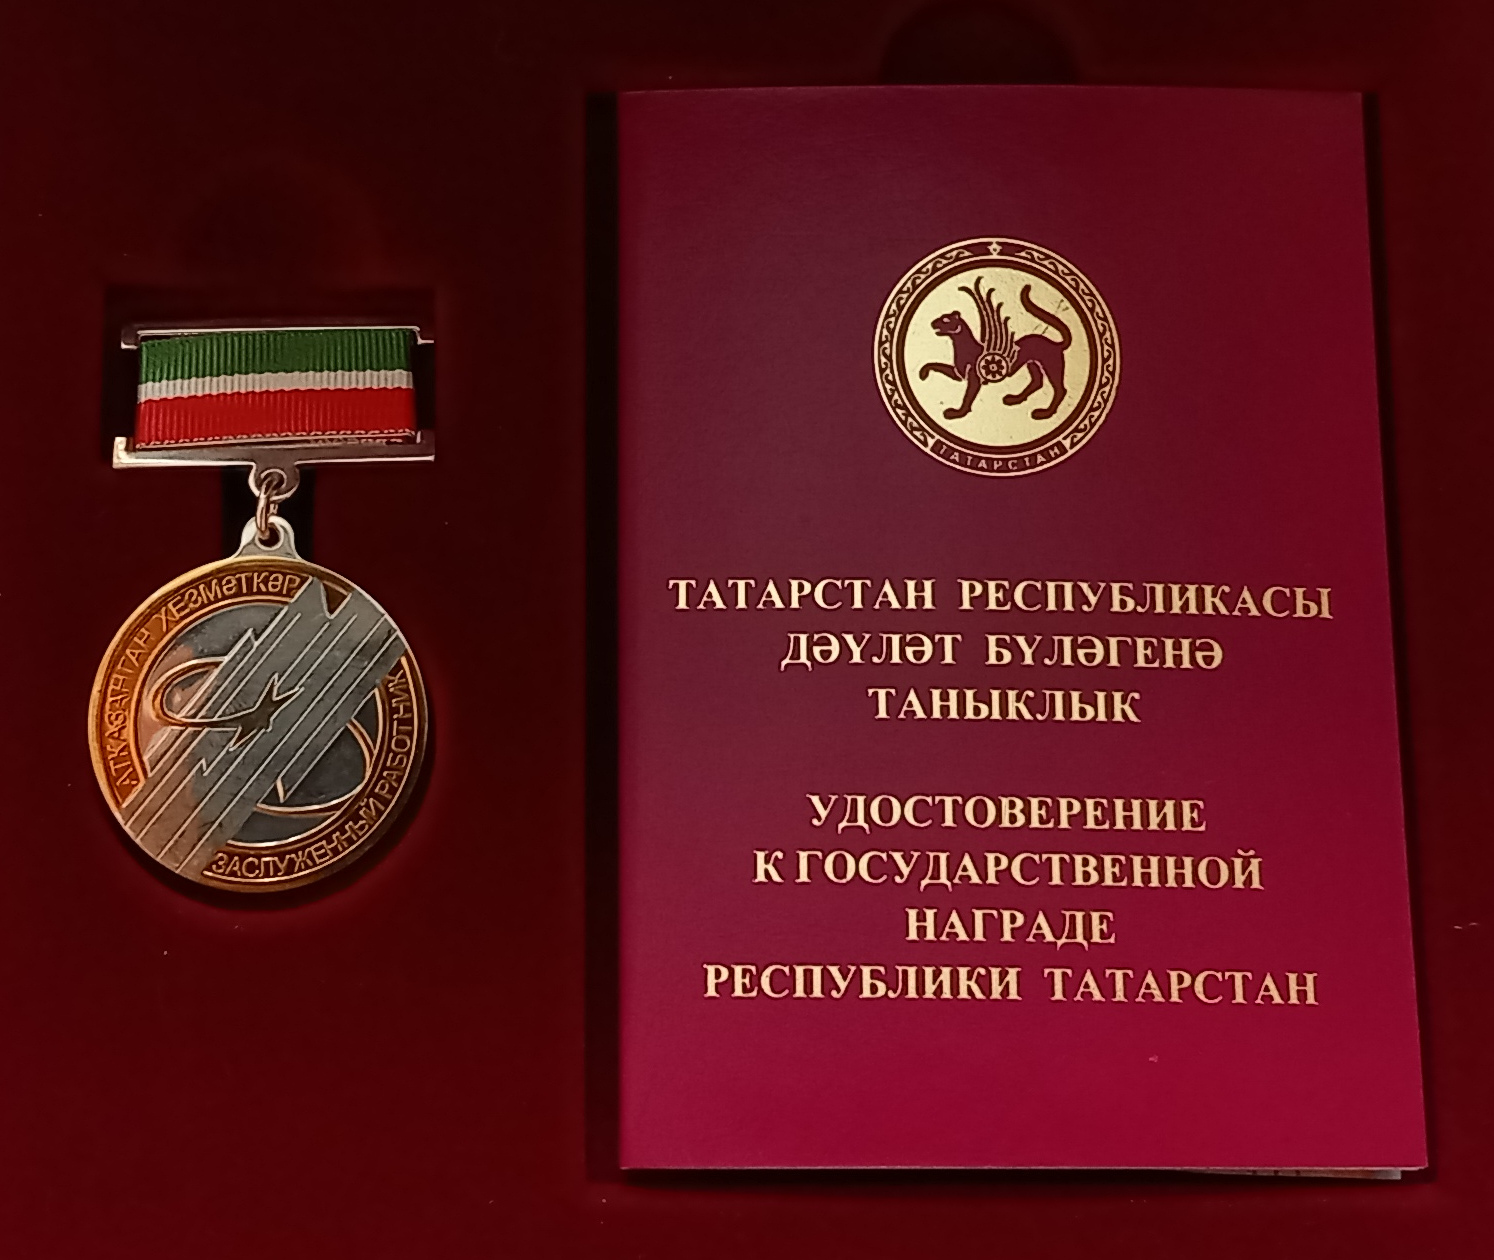 АТКАЗАНГАН ХЕЗМӘТКӘР
ЗАСЛУЖЕННЫЙ РАБОТНИК
ТАТАРСТАН
ТАТАРСТАН РЕСПУБЛИКАСЫ
ДӘҮЛӘТ БҮЛӘГЕНӘ
ТАНЫКЛЫК
УДОСТОВЕРЕНИЕ
К ГОСУДАРСТВЕННОЙ
НАГРАДЕ
РЕСПУБЛИКИ ТАТАРСТАН